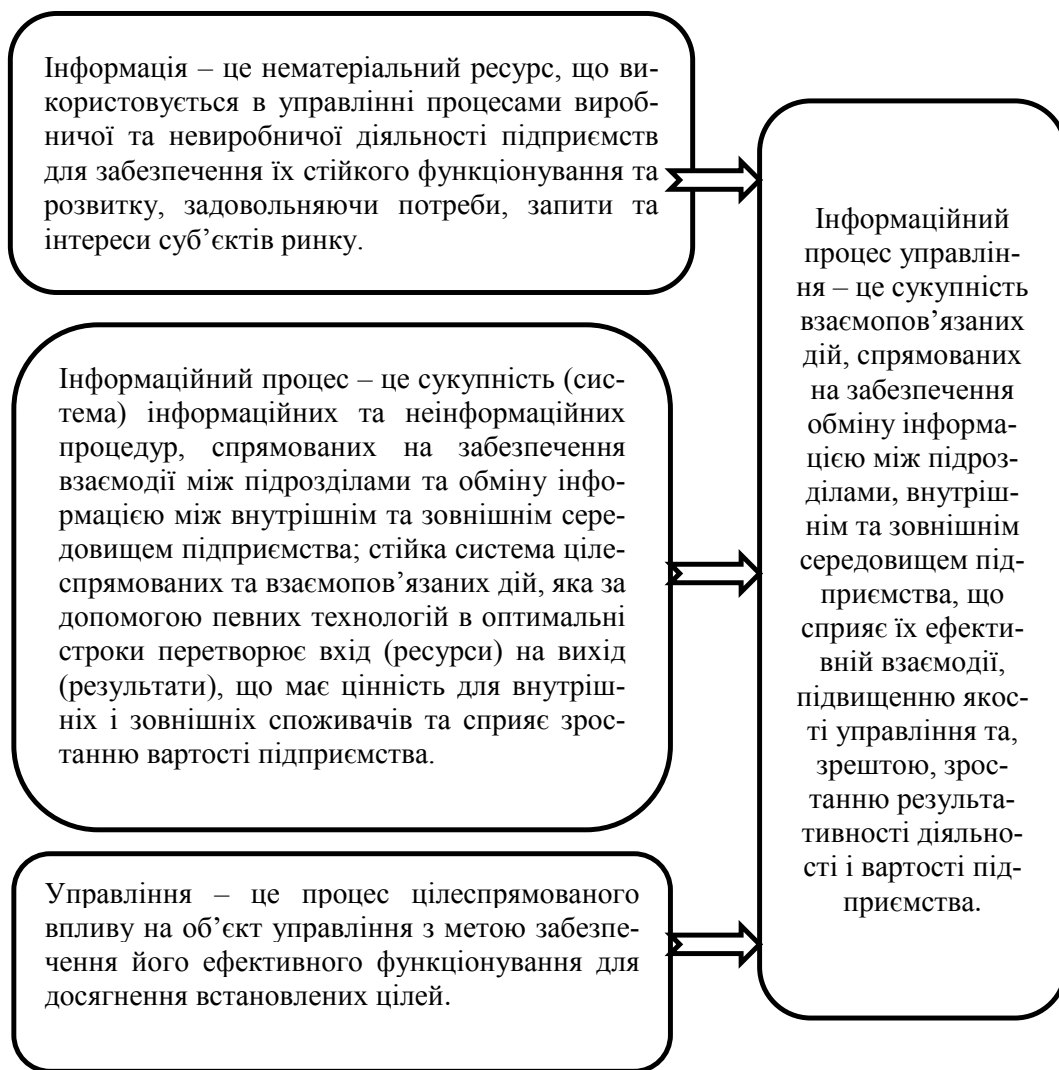 Інформація – це нематеріальний ресурс, що ви-
користовується в управлінні процесами вироб-
ничої та невиробничої діяльності підприємств
для забезпечення їх стійкого функціонування та
розвитку, задовольняючи потреби, запити та
інтереси суб’єктів ринку.
Інформаційний процес – це сукупність (сис-
тема) інформаційних та неінформаційних
процедур, спрямованих на забезпечення
взаємодії між підрозділами та обміну інфо-
рмацією між внутрішнім та зовнішнім сере-
довищем підприємства; стійка система ціле-
спрямованих та взаємопов’язаних дій, яка за
допомогою певних технологій в оптимальні
строки перетворює вхід (ресурси) на вихід
(результати), що має цінність для внутріш-
ніх і зовнішніх споживачів та сприяє зрос-
танню вартості підприємства.
Управління – це процес цілеспрямованого
впливу на об’єкт управління з метою забезпе-
чення його ефективного функціонування для
досягнення встановлених цілей.
Інформаційний
процес управлін-
ня – це сукупність
взаємопов’язаних
дій, спрямованих
на забезпечення
обміну інформа-
цією між підроз-
ділами, внутріш-
нім та зовнішнім
середовищем під-
приємства, що
сприяє їх ефекти-
вній взаємодії,
підвищенню якос-
ті управління та,
зрештою, зрос-
танню результа-
тивності діяльно-
сті і вартості під-
приємства.